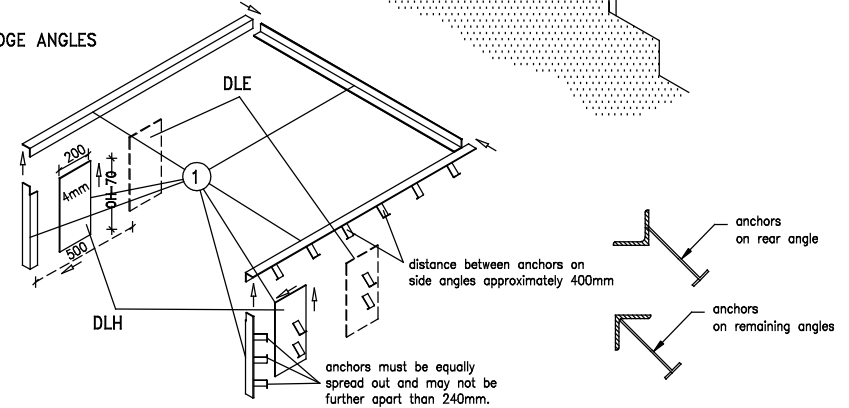 DGE ANGLES
DLE
200
1
4mm
OH-70
500
anchors
on rear angle
distance between anchors on
side angles approximately 400mm
anchors
on remaining angles
DLH
anchors must be equally
spread out and may not be
further apart than 240mm.